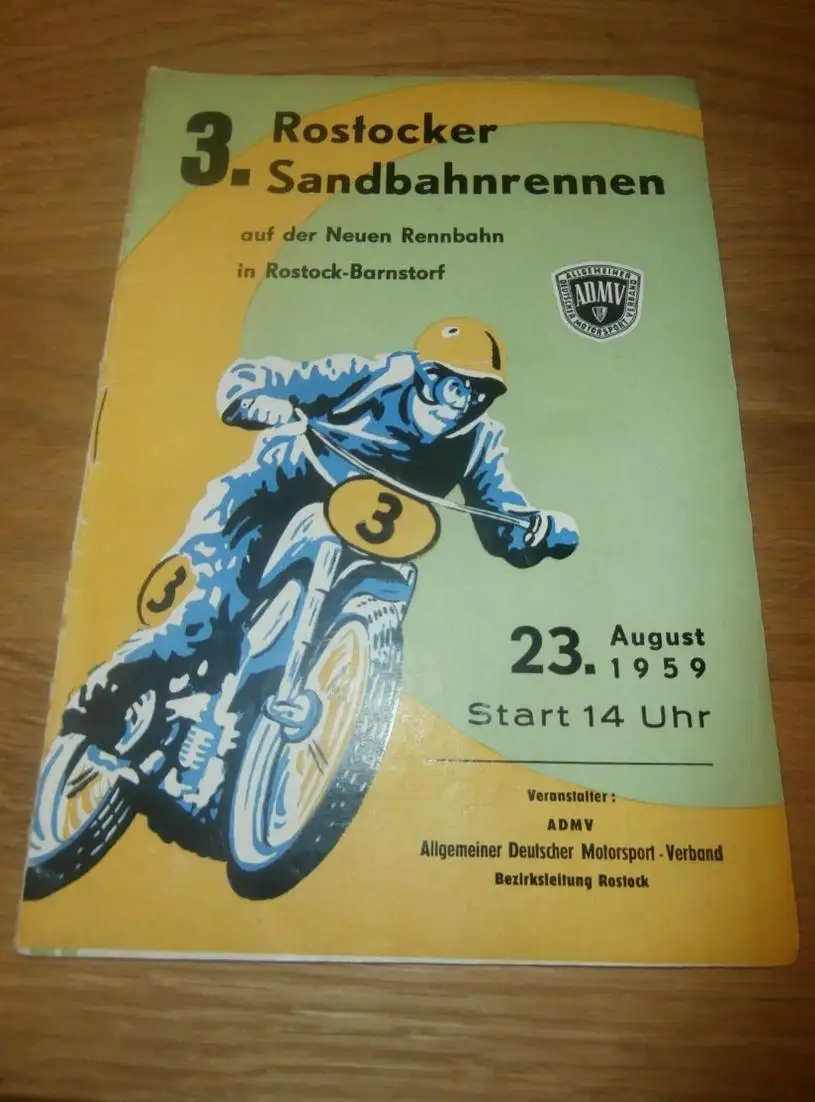 3. Rostocker
Sandbahnrennen
auf der Neuen Rennbahn
in Rostock-Barnstorf
ALLGEMEINER
DEUTSCHER
VERBAND
ADMV
MOTORSPORT
3
3
23. August
1959
Start 14 Uhr
Veranstalter:
ADMV
Allgemeiner Deutscher Motorsport-Verband
Bezirksleitung Rostock